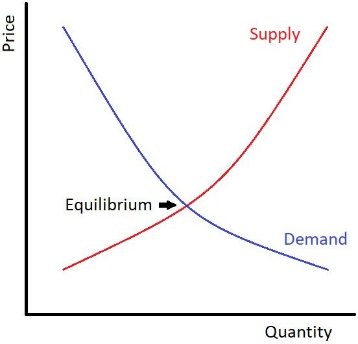 Price
Supply
Equilibrium
Demand
Quantity